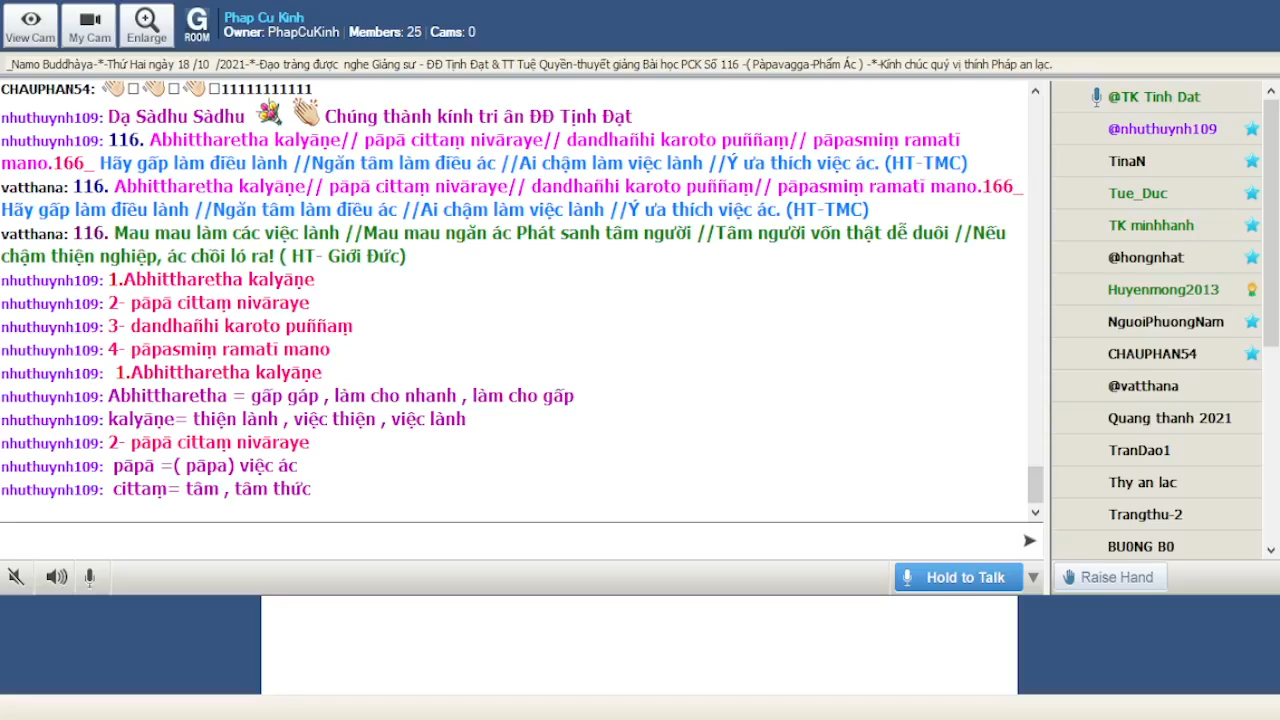 View Cam
My Cam
Enlarge
G
ROOM
Phap Cu Kinh
Owner: PhapCuKinh | Members: 25 | Cams: 0
_Namo Buddhàya-*-Thứ Hai ngày 18 /10 /2021-*-Đạo tràng được nghe Giảng sư - ĐĐ Tịnh Đạt & TT Tuệ Quyền-thuyết giảng Bài học PCK Số 116 -( Pàpavagga-Phẩm Ác ) -*-Kính chúc quý vị thính Pháp an lạc.
CHAUPHAN54: 👏🏻□👏🏻□👏🏻□11111111111
nhuthuynh109: Dạ Sàdhu Sàdhu 💐 👏 Chúng thành kính tri ân ĐĐ Tịnh Đạt
nhuthuynh109: 116. Abhittharetha kalyāṇe// pāpā cittaṃ nivāraye// dandhañhi karoto puññaṃ// pāpasmiṃ ramatī
mano.166_ Hãy gấp làm điều lành //Ngăn tâm làm điều ác //Ai chậm làm việc lành //Ý ưa thích việc ác. (HT-TMC)
vatthana: 116. Abhittharetha kalyāṇe// pāpā cittaṃ nivāraye// dandhañhi karoto puññaṃ// pāpasmiṃ ramatī mano.166_
Hãy gấp làm điều lành //Ngăn tâm làm điều ác //Ai chậm làm việc lành //Ý ưa thích việc ác. (HT-TMC)
vatthana: 116. Mau mau làm các việc lành //Mau mau ngăn ác Phát sanh tâm người //Tâm người vốn thật dễ duôi //Nếu
chậm thiện nghiệp, ác chồi ló ra! ( HT- Giới Đức)
nhuthuynh109: 1.Abhittharetha kalyāṇe
nhuthuynh109: 2- pāpā cittaṃ nivāraye
nhuthuynh109: 3- dandhañhi karoto puññaṃ
nhuthuynh109: 4- pāpasmiṃ ramatī mano
nhuthuynh109: 1.Abhittharetha kalyāṇe
nhuthuynh109: Abhittharetha = gấp gáp , làm cho nhanh , làm cho gấp
nhuthuynh109: kalyāṇe= thiện lành , việc thiện , việc lành
nhuthuynh109: 2- pāpā cittaṃ nivāraye
nhuthuynh109: pāpā =( pāpa) việc ác
nhuthuynh109: cittaṃ= tâm , tâm thức
Hold to Talk
@TK Tinh Dat
@nhuthuynh109
TinaN
Tue_Duc
TK minhhanh
@hongnhat
Huyenmong2013
NguoiPhuongNam
CHAUPHAN54
@vatthana
Quang thanh 2021
TranDao1
Thy an lac
Trangthu-2
BU0NG B0
Raise Hand